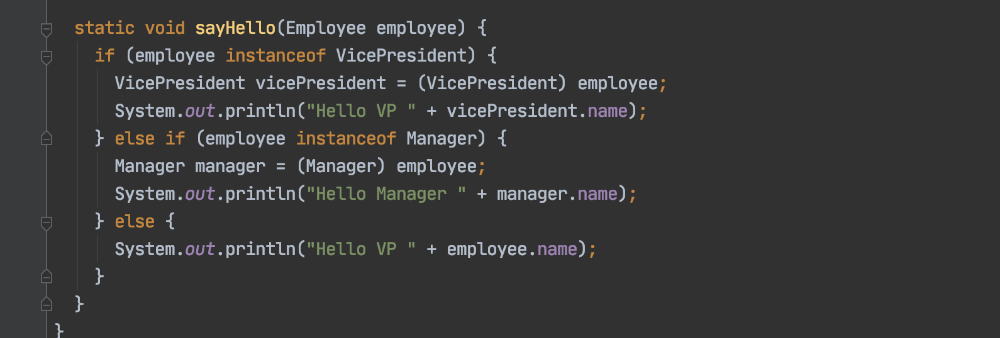 static void sayHello(Employee employee) {
if (employee instanceof VicePresident) {
VicePresident vicePresident = (VicePresident) employee;
System.out.println("Hello VP " + vicePresident.name);
} else if (employee instanceof Manager) {
Manager manager = (Manager) employee;
System.out.println("Hello Manager " + manager.name);
} else {
System.out.println("Hello VP " + employee.name);
}
}
}